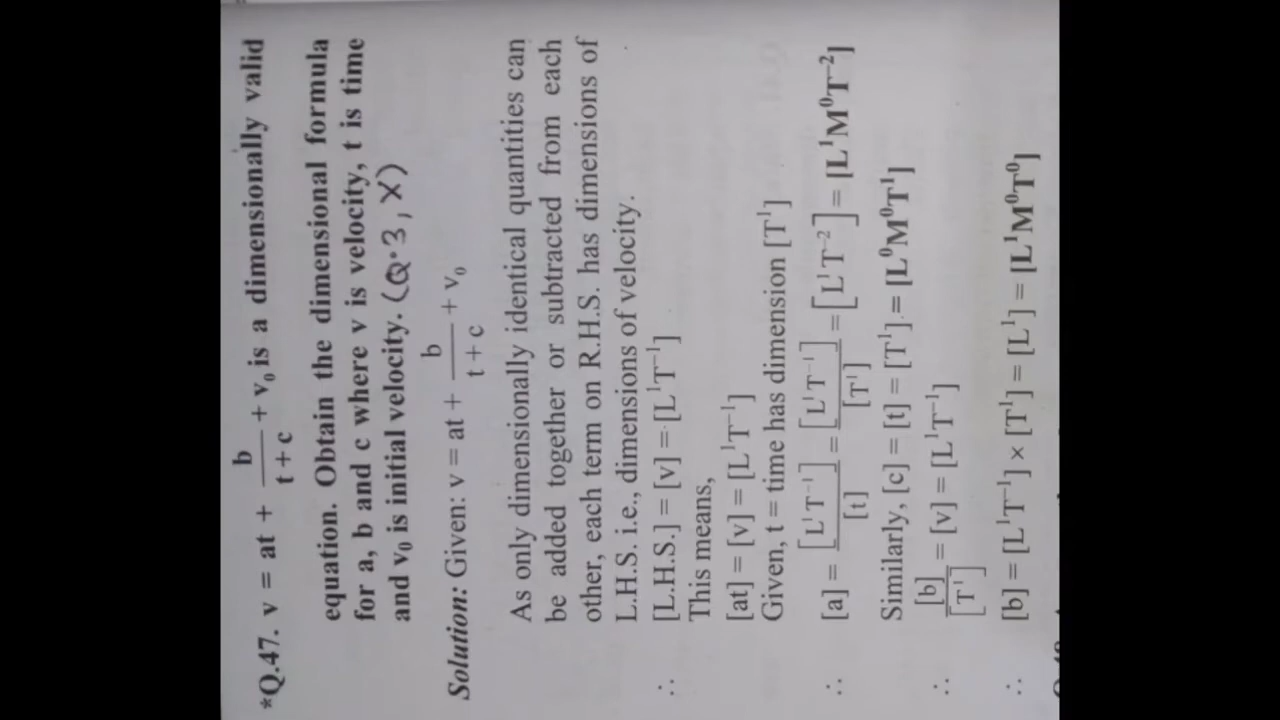 *Q.47. v = at + b/(t + c) + v₀ is a dimensionally valid
equation. Obtain the dimensional formula
for a, b and c where v is velocity, t is time
and v₀ is initial velocity. (Q·3, X)
Solution: Given: v = at + b/(t + c) + v₀
As only dimensionally identical quantities can
be added together or subtracted from each
other, each term on R.H.S. has dimensions of
L.H.S. i.e., dimensions of velocity.
∴ [L.H.S.] = [v] = [L¹T⁻¹]
This means,
[at] = [v] = [L¹T⁻¹]
Given, t = time has dimension [T¹]
∴ [a] = [L¹T⁻¹]/[t] = [L¹T⁻¹]/[T¹] = [L¹T⁻²] = [L¹M⁰T⁻²]
Similarly, [c] = [t] = [T¹] = [L⁰M⁰T¹]
∴ [b]/[T¹] = [v] = [L¹T⁻¹]
∴ [b] = [L¹T⁻¹] × [T¹] = [L¹] = [L¹M⁰T⁰]